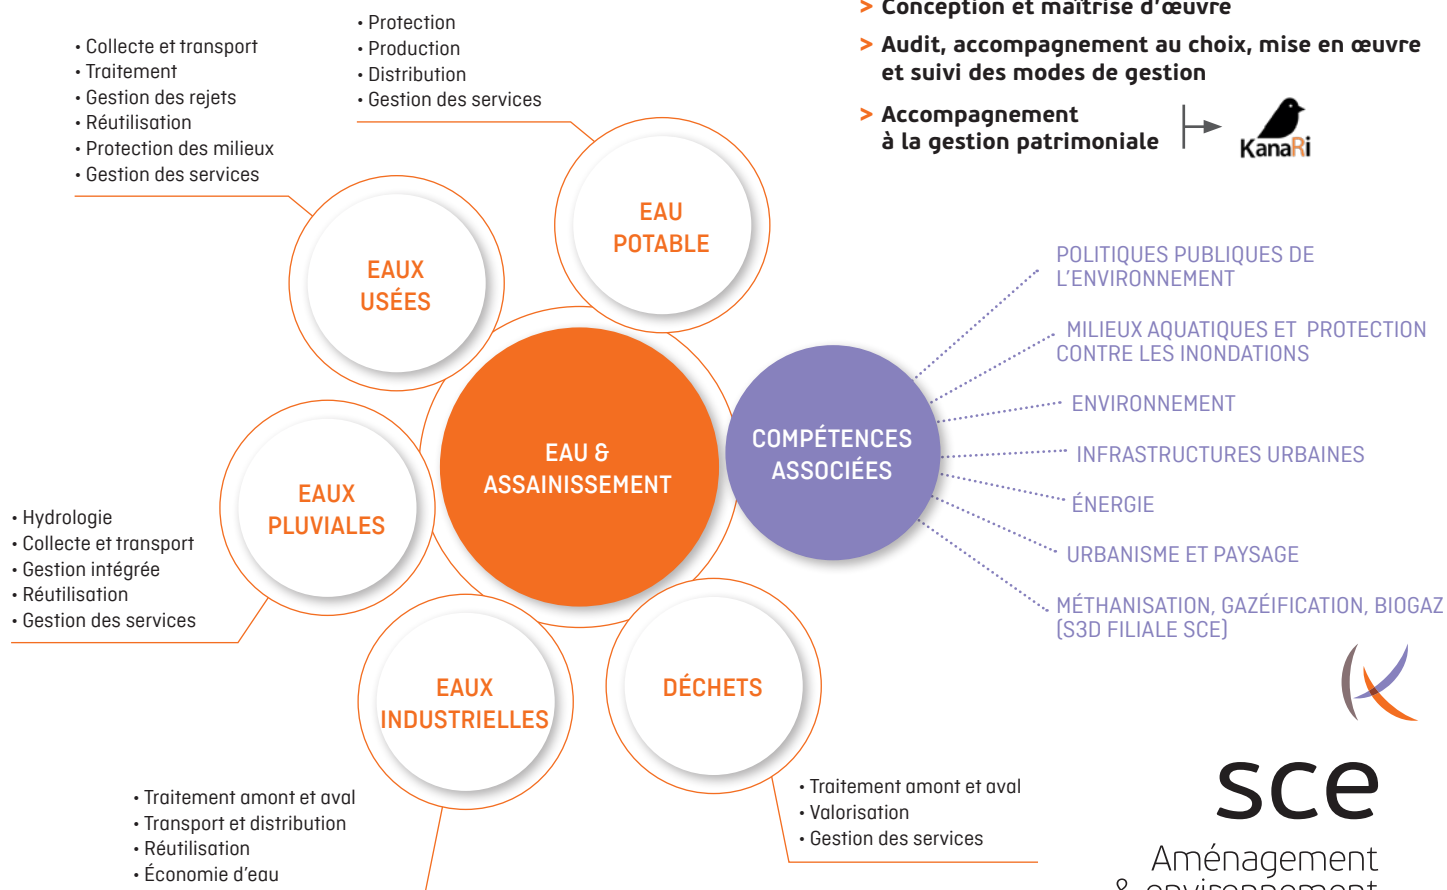 • Protection
• Production
• Distribution
• Gestion des services
• Collecte et transport
• Traitement
• Gestion des rejets
• Réutilisation
• Protection des milieux
• Gestion des services
> Conception et maîtrise d'œuvre
> Audit, accompagnement au choix, mise en œuvre
et suivi des modes de gestion
> Accompagnement
à la gestion patrimoniale
KanaRi
EAU
POTABLE
EAUX
USÉES
EAU &
ASSAINISSEMENT
COMPÉTENCES
ASSOCIÉES
POLITIQUES PUBLIQUES DE
L'ENVIRONNEMENT
MILIEUX AQUATIQUES ET PROTECTION
CONTRE LES INONDATIONS
ENVIRONNEMENT
INFRASTRUCTURES URBAINES
ÉNERGIE
URBANISME ET PAYSAGE
MÉTHANISATION, GAZÉIFICATION, BIOGAZ
(S3D FILIALE SCE)
EAUX
PLUVIALES
• Hydrologie
• Collecte et transport
• Gestion intégrée
• Réutilisation
• Gestion des services
EAUX
INDUSTRIELLES
DÉCHETS
• Traitement amont et aval
• Transport et distribution
• Réutilisation
• Économie d'eau
• Traitement amont et aval
• Valorisation
• Gestion des services
sce
Aménagement
& environnement